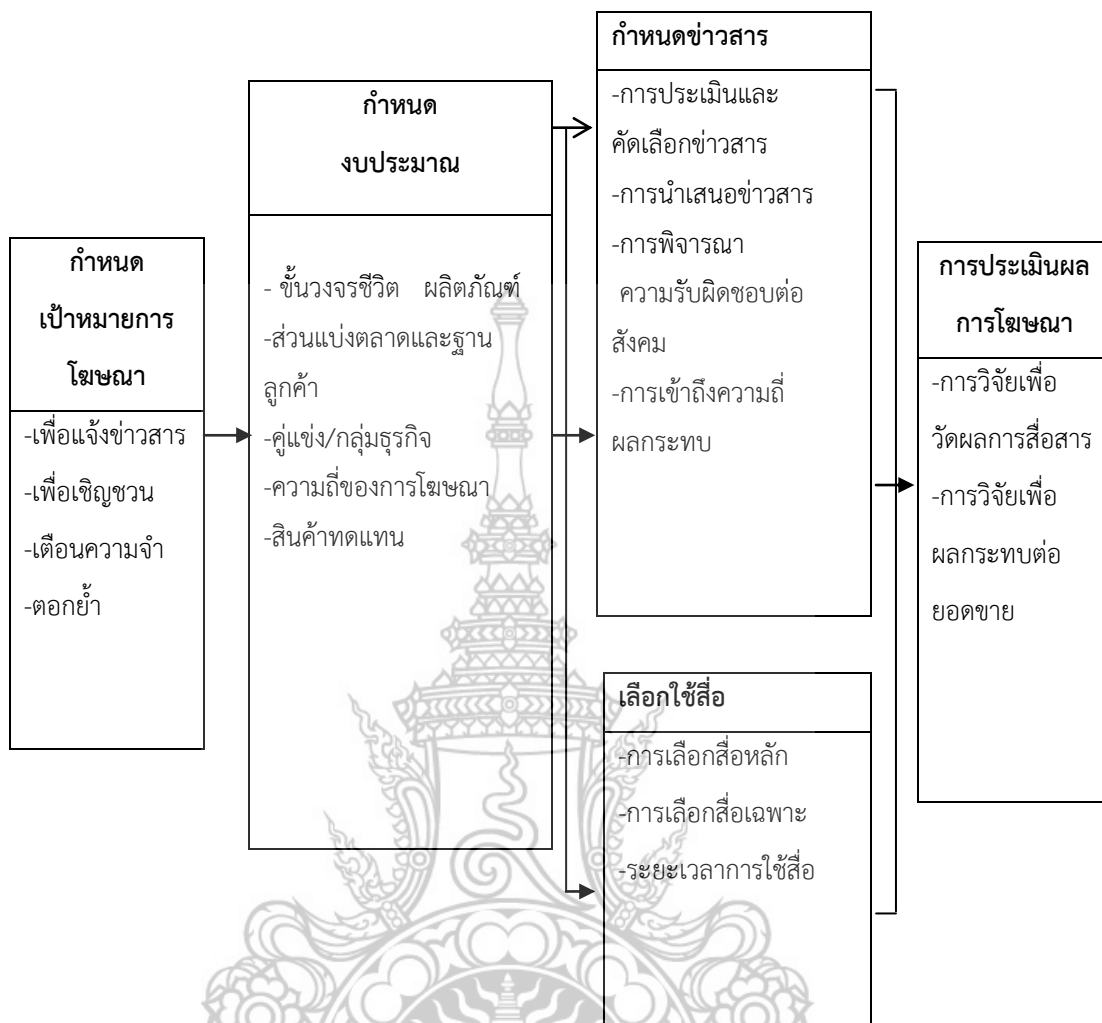 กำหนด
เป้าหมายการ
โฆษณา
-เพื่อแจ้งข่าวสาร
-เพื่อเชิญชวน
-เตือนความจำ
-ตอกย้ำ
กำหนด
งบประมาณ
- ขั้นวงจรชีวิต ผลิตภัณฑ์
-ส่วนแบ่งตลาดและฐาน
ลูกค้า
-คู่แข่ง/กลุ่มธุรกิจ
-ความถี่ของการโฆษณา
-สินค้าทดแทน
กำหนดข่าวสาร
-การประเมินและ
คัดเลือกข่าวสาร
-การนำเสนอข่าวสาร
-การพิจารณา
ความรับผิดชอบต่อ
สังคม
-การเข้าถึงความถี่
ผลกระทบ
เลือกใช้สื่อ
-การเลือกสื่อหลัก
-การเลือกสื่อเฉพาะ
-ระยะเวลาการใช้สื่อ
การประเมินผล
การโฆษณา
-การวิจัยเพื่อ
วัดผลการสื่อสาร
-การวิจัยเพื่อ
ผลกระทบต่อ
ยอดขาย